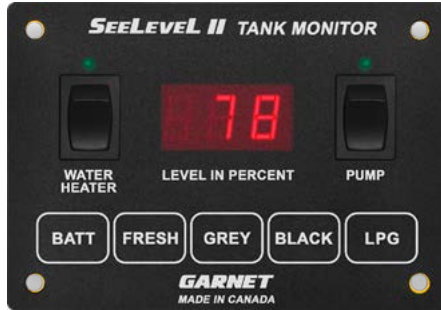 SEELEVEL II TANK MONITOR
78
WATER
HEATER
LEVEL IN PERCENT
PUMP
BATT
FRESH
GREY
BLACK
LPG
GARNET
MADE IN CANADA